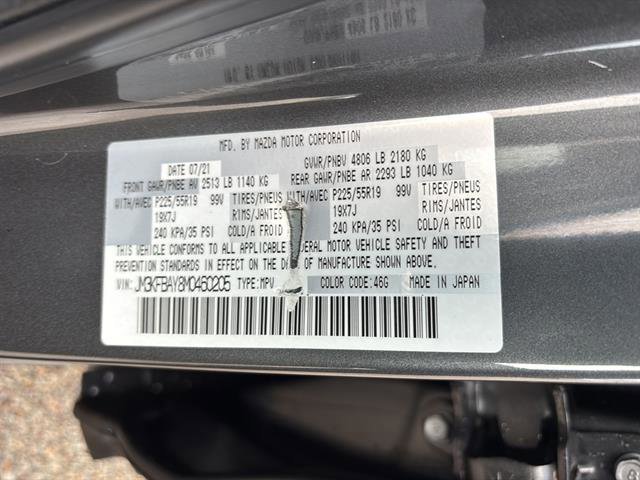 MFD. BY MAZDA MOTOR CORPORATION
DATE 07/21 GVWR/PNBV 4806 LB 2180 KG
FRONT GAWR/PNBE AV 2513 LB 1140 KG REAR GAWR/PNBE AR 2293 LB 1040 KG
WITH/AVEC P225/55R19 99V TIRES/PNEUS WITH/AVEC P225/55R19 99V TIRES/PNEUS
19X7J RIMS/JANTES 19X7J RIMS/JANTES
240 KPA/35 PSI COLD/A FROID 240 KPA/35 PSI COLD/A FROID
THIS VEHICLE CONFORMS TO ALL APPLICABLE FEDERAL MOTOR VEHICLE SAFETY AND THEFT
PREVENTION STANDARDS IN EFFECT ON THE DATE OF MANUFACTURE SHOWN ABOVE.
VIN: JM3KFBAY8M0460205 TYPE:MPV COLOR CODE:46G MADE IN JAPAN